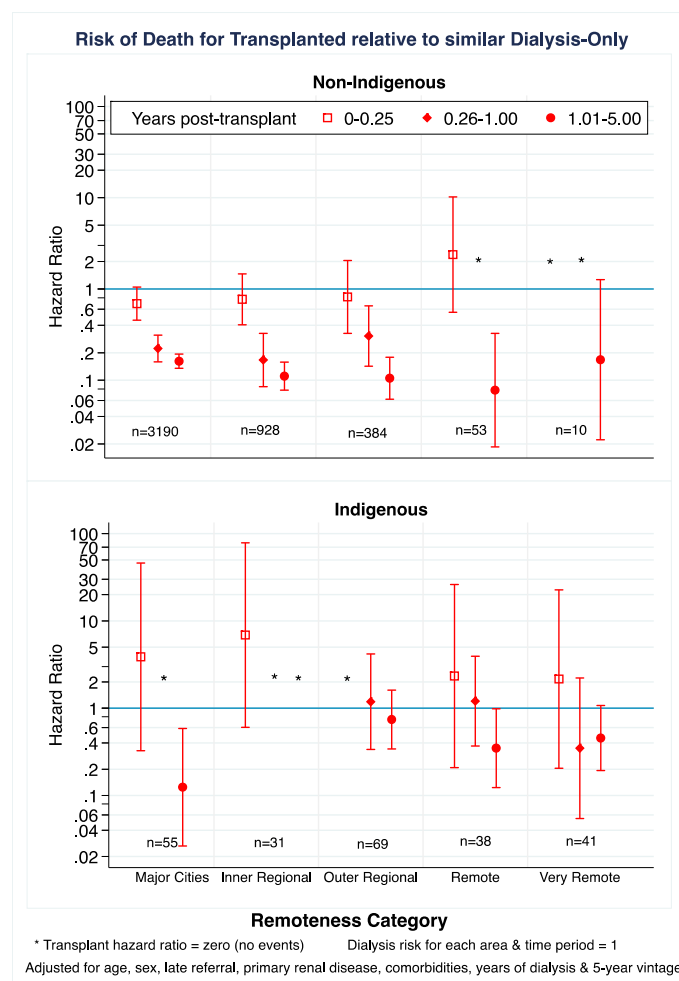 Risk of Death for Transplanted relative to similar Dialysis-Only
Non-Indigenous
Years post-transplant 0-0.25 0.26-1.00 1.01-5.00
Hazard Ratio
100
70
50
30
20
10
5
2
1
.6
.4
.2
.1
.06
.04
.02
* * *
n=3190 n=928 n=384 n=53 n=10
Indigenous
Hazard Ratio
100
70
50
30
20
10
5
2
1
.6
.4
.2
.1
.06
.04
.02
* * * *
n=55 n=31 n=69 n=38 n=41
Major Cities Inner Regional Outer Regional Remote Very Remote
Remoteness Category
* Transplant hazard ratio = zero (no events) Dialysis risk for each area & time period = 1
Adjusted for age, sex, late referral, primary renal disease, comorbidities, years of dialysis & 5-year vintage